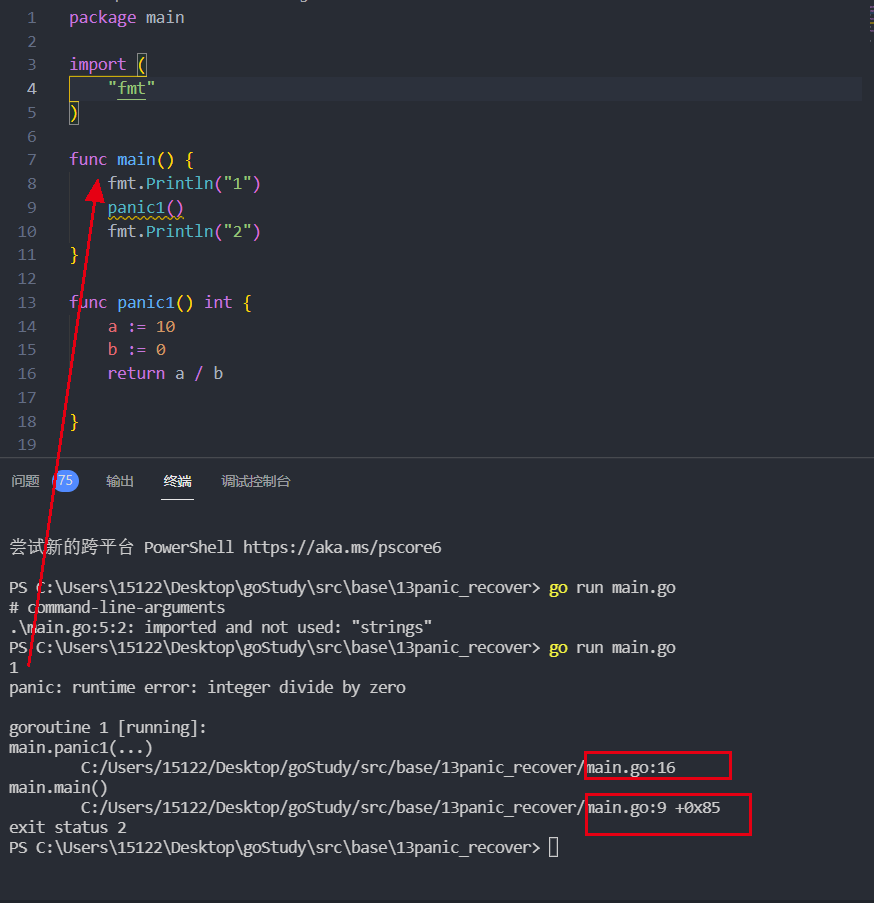 1 package main
2
3 import (
4 "fmt"
5 )
6
7 func main() {
8 fmt.Println("1")
9 panic1()
10 fmt.Println("2")
11 }
12
13 func panic1() int {
14 a := 10
15 b := 0
16 return a / b
17
18 }
19
问题 75 输出 终端 调试控制台
尝试新的跨平台 PowerShell https://aka.ms/pscore6
PS C:\Users\15122\Desktop\goStudy\src\base\13panic_recover> go run main.go
# command-line-arguments
.\main.go:5:2: imported and not used: "strings"
PS C:\Users\15122\Desktop\goStudy\src\base\13panic_recover> go run main.go
1
panic: runtime error: integer divide by zero
goroutine 1 [running]:
main.panic1(...)
C:/Users/15122/Desktop/goStudy/src/base/13panic_recover/main.go:16
main.main()
C:/Users/15122/Desktop/goStudy/src/base/13panic_recover/main.go:9 +0x85
exit status 2
PS C:\Users\15122\Desktop\goStudy\src\base\13panic_recover>